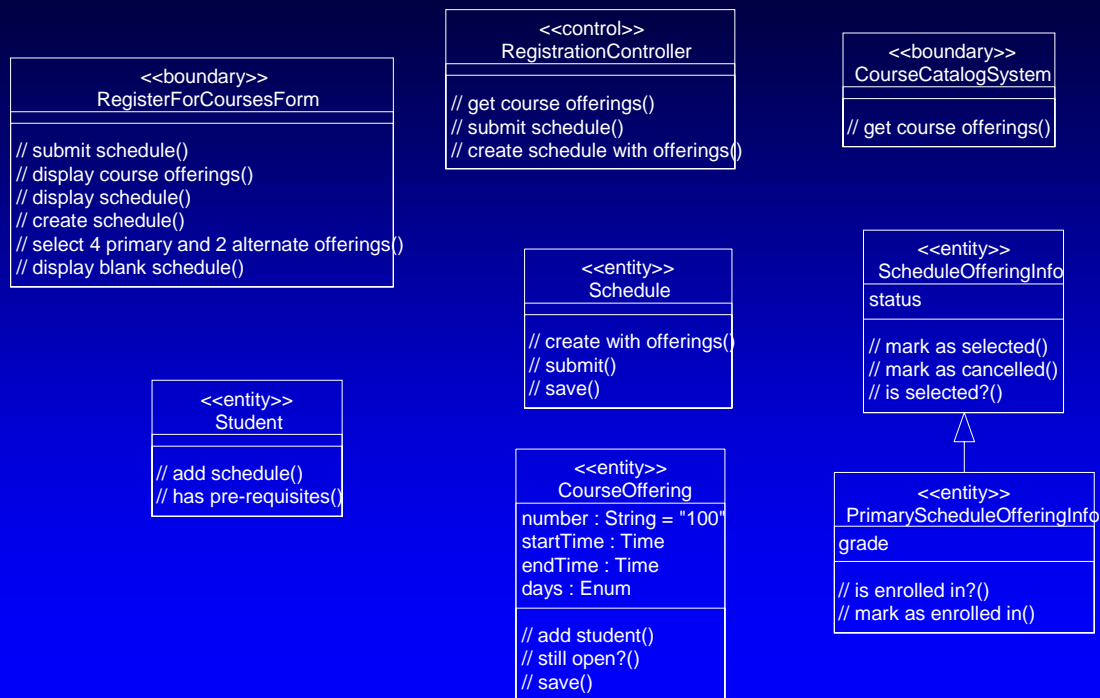 <<boundary>>
RegisterForCoursesForm
// submit schedule()
// display course offerings()
// display schedule()
// create schedule()
// select 4 primary and 2 alternate offerings()
// display blank schedule()
<<control>>
RegistrationController
// get course offerings()
// submit schedule()
// create schedule with offerings()
<<boundary>>
CourseCatalogSystem
// get course offerings()
<<entity>>
Schedule
// create with offerings()
// submit()
// save()
<<entity>>
ScheduleOfferingInfo
status
// mark as selected()
// mark as cancelled()
// is selected?()
<<entity>>
Student
// add schedule()
// has pre-requisites()
<<entity>>
CourseOffering
number : String = "100"
startTime : Time
endTime : Time
days : Enum
// add student()
// still open?()
// save()
<<entity>>
PrimaryScheduleOfferingInfo
grade
// is enrolled in?()
// mark as enrolled in()